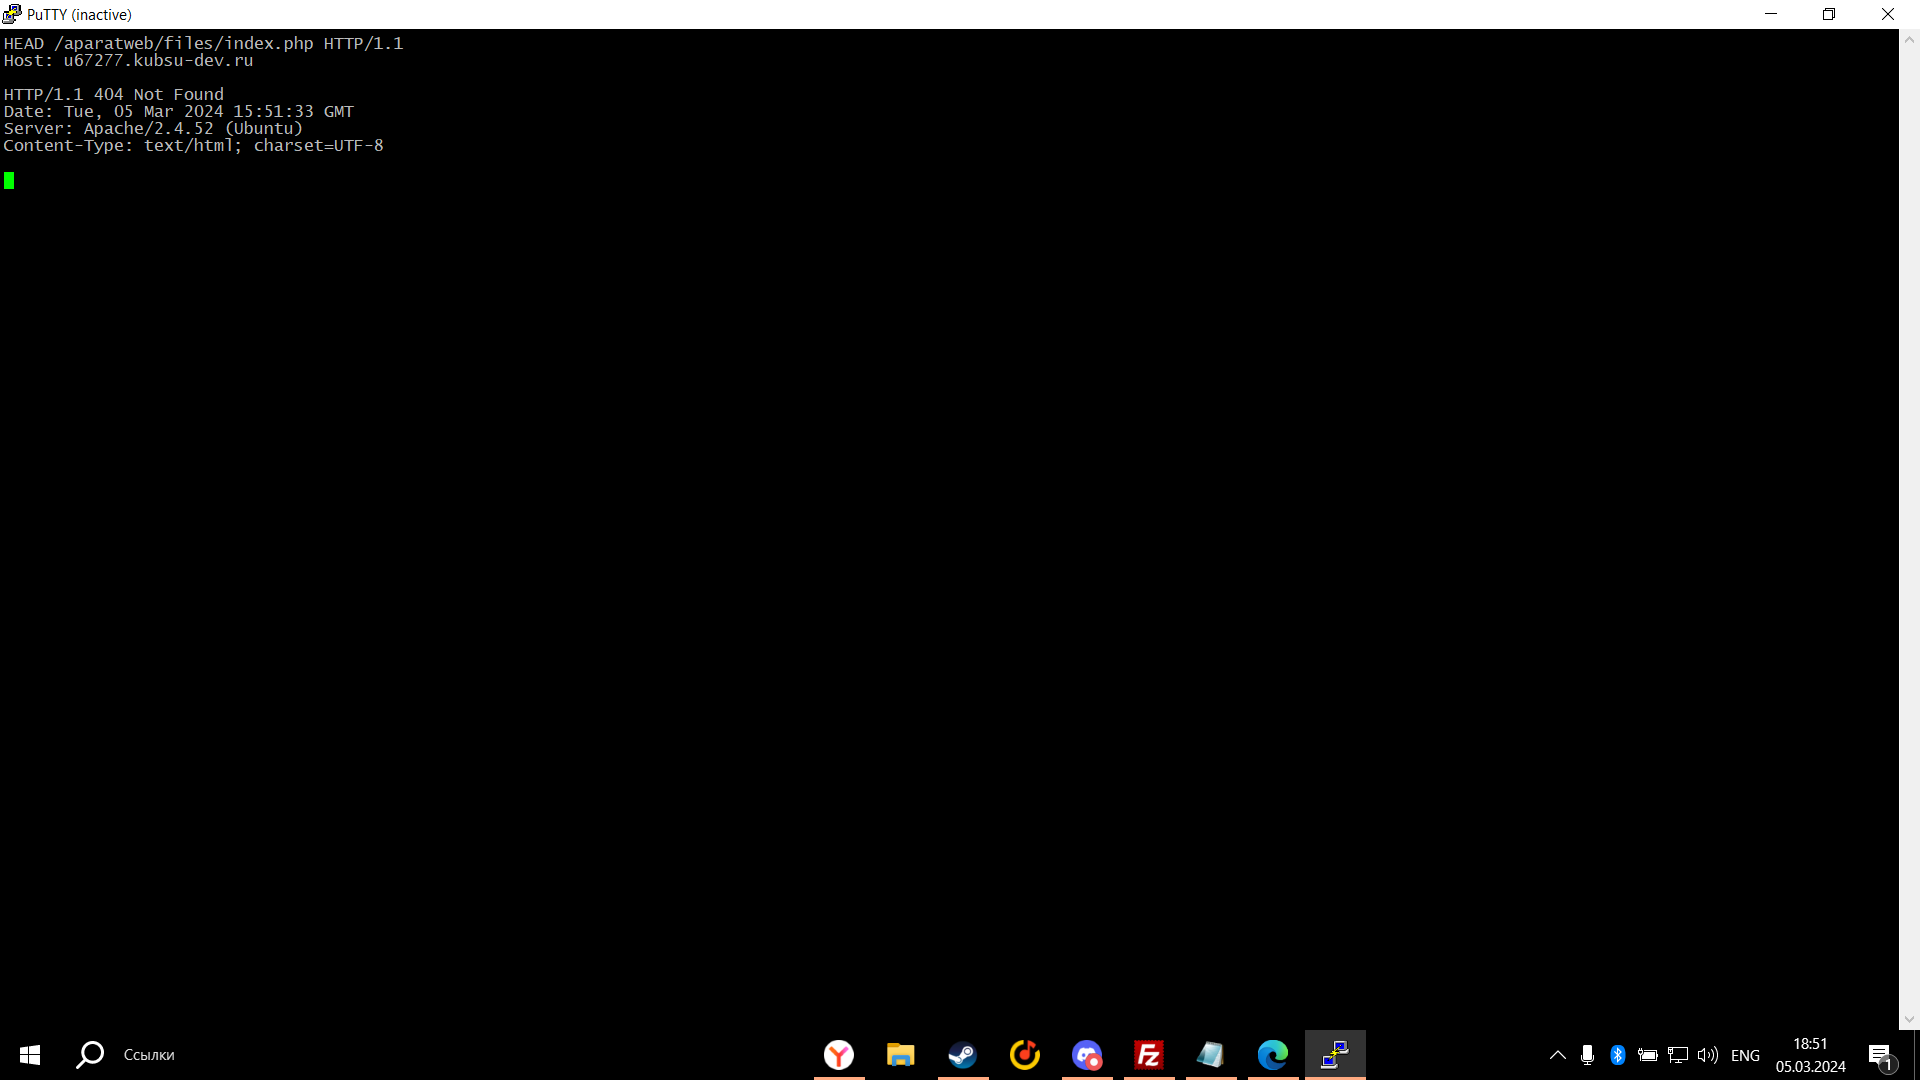 PuTTY (inactive)
HEAD /aparatweb/files/index.php HTTP/1.1
Host: u67277.kubsu-dev.ru
HTTP/1.1 404 Not Found
Date: Tue, 05 Mar 2024 15:51:33 GMT
Server: Apache/2.4.52 (Ubuntu)
Content-Type: text/html; charset=UTF-8
Ссылки
Y
Fz
ENG
18:51
05.03.2024
1